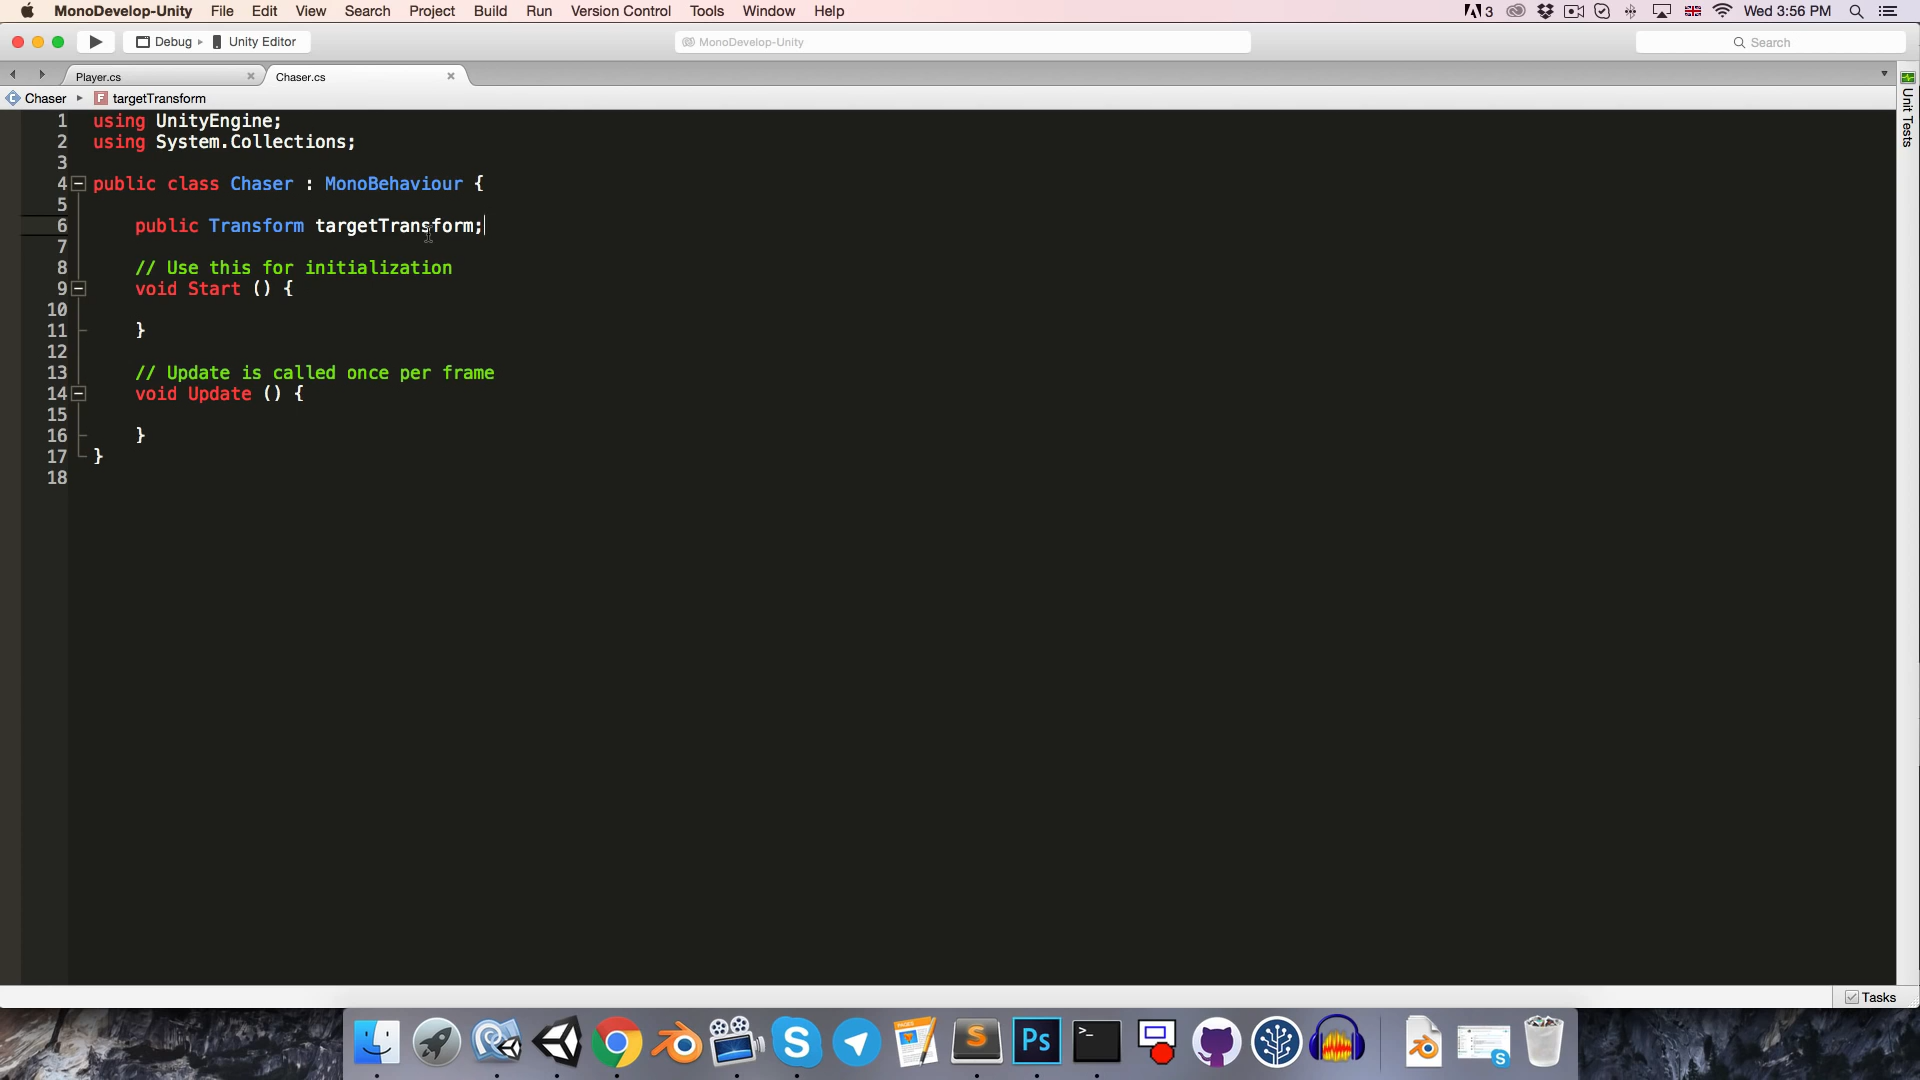 MonoDevelop-Unity File Edit View Search Project Build Run Version Control Tools Window Help 3 Wed 3:56 PM
Debug Unity Editor MonoDevelop-Unity Search
Player.cs Chaser.cs
Chaser F targetTransform
Unit Tests
1 using UnityEngine;
2 using System.Collections;
3
4 public class Chaser : MonoBehaviour {
5
6 public Transform targetTransform;
7
8 // Use this for initialization
9 void Start () {
10
11 }
12
13 // Update is called once per frame
14 void Update () {
15
16 }
17 }
18
Tasks
PAGES
S S Ps >_ S